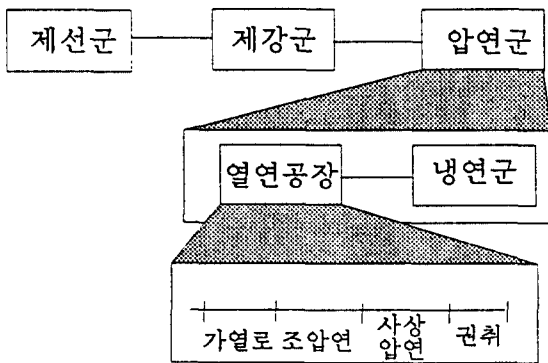 제선군 제강군 압연군
열연공장 냉연군
가열로 조압연 사상 압연 권취